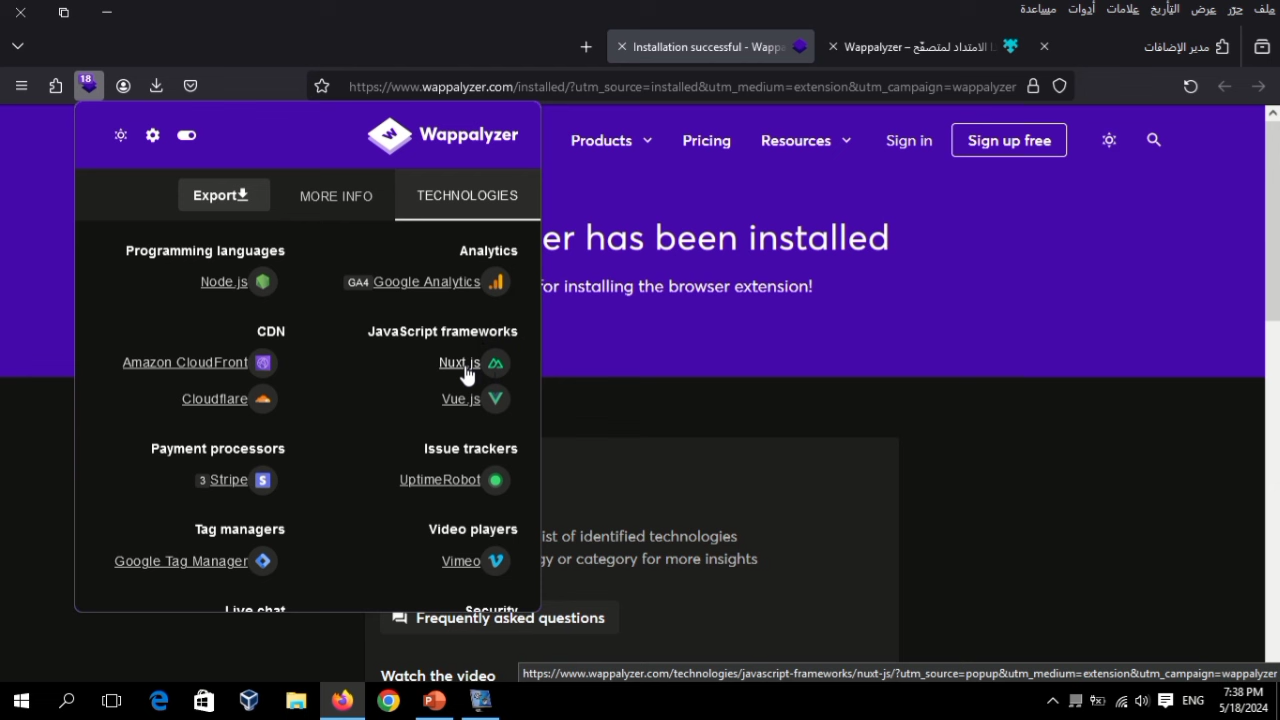 ملف
عرض
التأريخ
علامات
أدوات
مساعدة
مدير الإضافات
Wappalyzer – الامتداد لمتصفّح
Installation successful - Wapp
https://www.wappalyzer.com/installed/?utm_source=installed&utm_medium=extension&utm_campaign=wappalyzer
18
Wappalyzer
Products
Pricing
Resources
Sign in
Sign up free
Export
MORE INFO
TECHNOLOGIES
er has been installed
for installing the browser extension!
Programming languages
Node.js
Analytics
GA4 Google Analytics
CDN
Amazon CloudFront
Cloudflare
JavaScript frameworks
Nuxt.js
Vue.js
Payment processors
3 Stripe
Issue trackers
UptimeRobot
Tag managers
Google Tag Manager
Video players
Vimeo
Live chat
Security
ist of identified technologies
gy or category for more insights
Frequently asked questions
Watch the video
https://www.wappalyzer.com/technologies/javascript-frameworks/nuxt-js/?utm_source=popup&utm_medium=extension&utm_campaign=wappalyzer
ENG
7:38 PM
5/18/2024